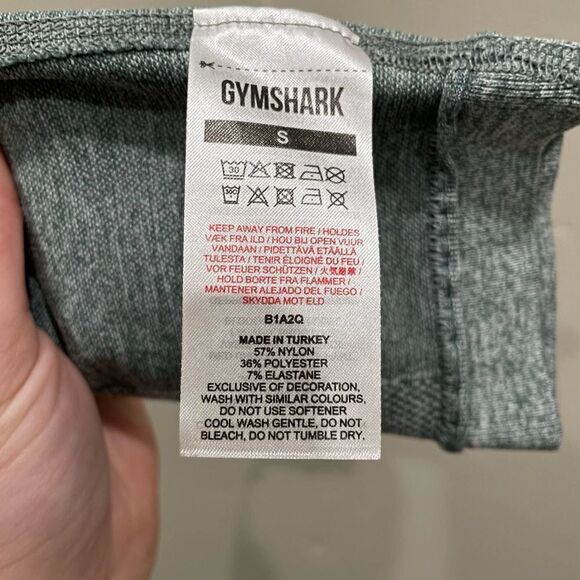 GYMSHARK
S
30
30C
KEEP AWAY FROM FIRE / HOLDES
VÆK FRA ILD / HOU BIJ OPEN VUUR
VANDAAN / PIDETTÄVÄ ETÄÄLLÄ
TULESTA / TENIR ÉLOIGNÉ DU FEU /
VOR FEUER SCHÜTZEN / 火気厳禁 /
HOLD BORTE FRA FLAMMER /
MANTENER ALEJADO DEL FUEGO /
SKYDDA MOT ELD
B1A2Q
MADE IN TURKEY
57% NYLON
36% POLYESTER
7% ELASTANE
EXCLUSIVE OF DECORATION,
WASH WITH SIMILAR COLOURS,
DO NOT USE SOFTENER
COOL WASH GENTLE, DO NOT
BLEACH, DO NOT TUMBLE DRY.